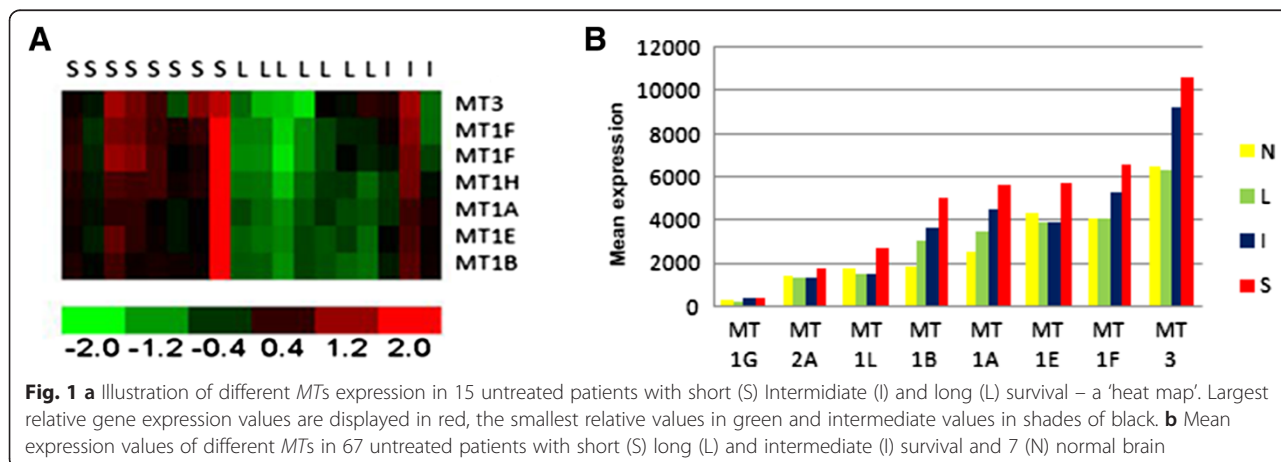 A
S S S S S S S S L L L L L L L I I I
MT3
MT1F
MT1F
MT1H
MT1A
MT1E
MT1B
-2.0 -1.2 -0.4 0.4 1.2 2.0
B
Mean expression
12000
10000
8000
6000
4000
2000
0
MT MT MT MT MT MT MT MT
1G 2A 1L 1B 1A 1E 1F 3
N
L
I
S
Fig. 1 a Illustration of different MTs expression in 15 untreated patients with short (S) Intermidiate (I) and long (L) survival – a ‘heat map’. Largest
relative gene expression values are displayed in red, the smallest relative values in green and intermediate values in shades of black. b Mean
expression values of different MTs in 67 untreated patients with short (S) long (L) and intermediate (I) survival and 7 (N) normal brain